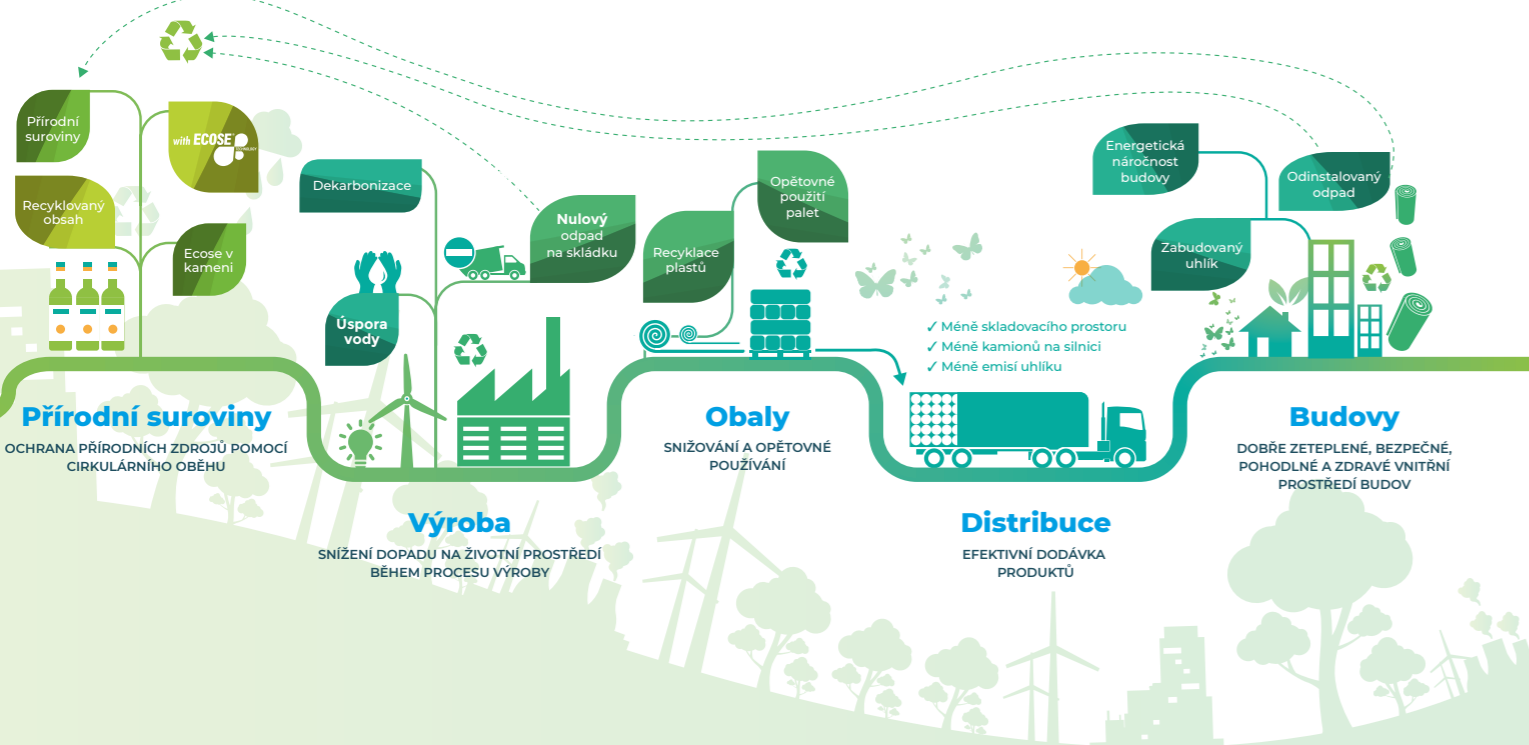 Přírodní
suroviny
with ECOSE
TECHNOLOGY
Recyklovaný
obsah
Ecose v
kameni
Přírodní suroviny
OCHRANA PŘÍRODNÍCH ZDROJŮ POMOCÍ
CIRKULÁRNÍHO OBĚHU
Dekarbonizace
Úspora
vody
Nulový
odpad
na skládku
Výroba
SNÍŽENÍ DOPADU NA ŽIVOTNÍ PROSTŘEDÍ
BĚHEM PROCESU VÝROBY
Recyklace
plastů
Opětovné
použití
palet
Obaly
SNIŽOVÁNÍ A OPĚTOVNÉ
POUŽÍVÁNÍ
✓ Méně skladovacího prostoru
✓ Méně kamionů na silnici
✓ Méně emisí uhlíku
Distribuce
EFEKTIVNÍ DODÁVKA
PRODUKTŮ
Energetická
náročnost
budovy
Zabudovaný
uhlík
Odinstalovaný
odpad
Budovy
DOBŘE ZETEPLENÉ, BEZPEČNÉ,
POHODLNÉ A ZDRAVÉ VNITŘNÍ
PROSTŘEDÍ BUDOV